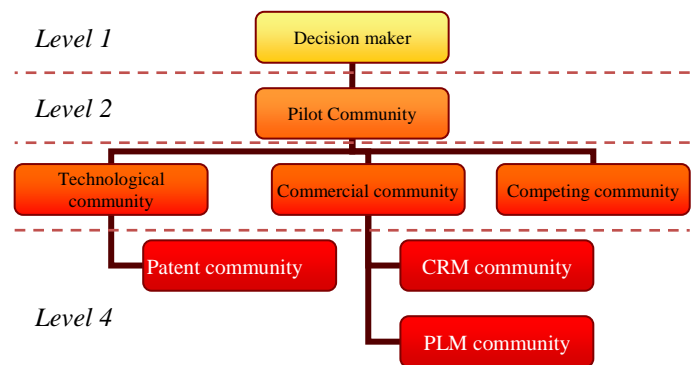 Level 1
Decision maker
Level 2
Pilot Community
Technological
community
Commercial community
Competing community
Patent community
CRM community
Level 4
PLM community